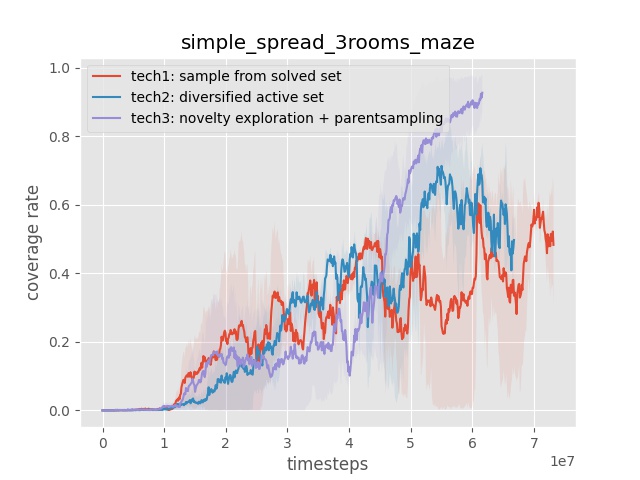 simple_spread_3rooms_maze
tech1: sample from solved set
tech2: diversified active set
tech3: novelty exploration + parentsampling
coverage rate
1.0
0.8
0.6
0.4
0.2
0.0
0 1 2 3 4 5 6 7
1e7
timesteps